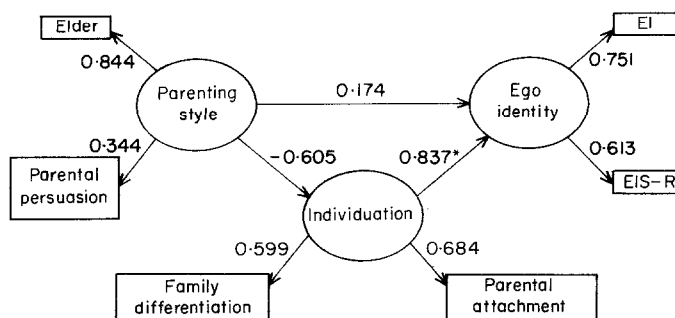 Elder
EI
0·844
0·751
Parenting
style
0·174
Ego
identity
0·344
-0·605
0·837*
0·613
Parental
persuasion
EIS-R
Individuation
0·599
0·684
Family
differentiation
Parental
attachment